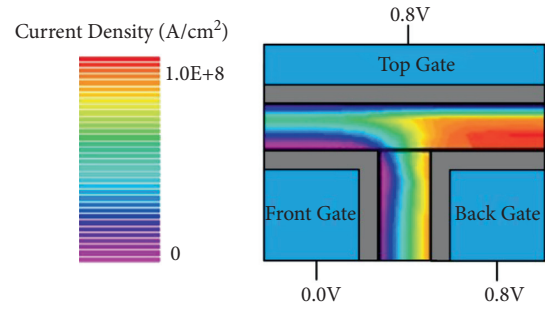 0.8V
Current Density (A/cm²)
1.0E+8
0
Top Gate
Front Gate
Back Gate
0.0V
0.8V